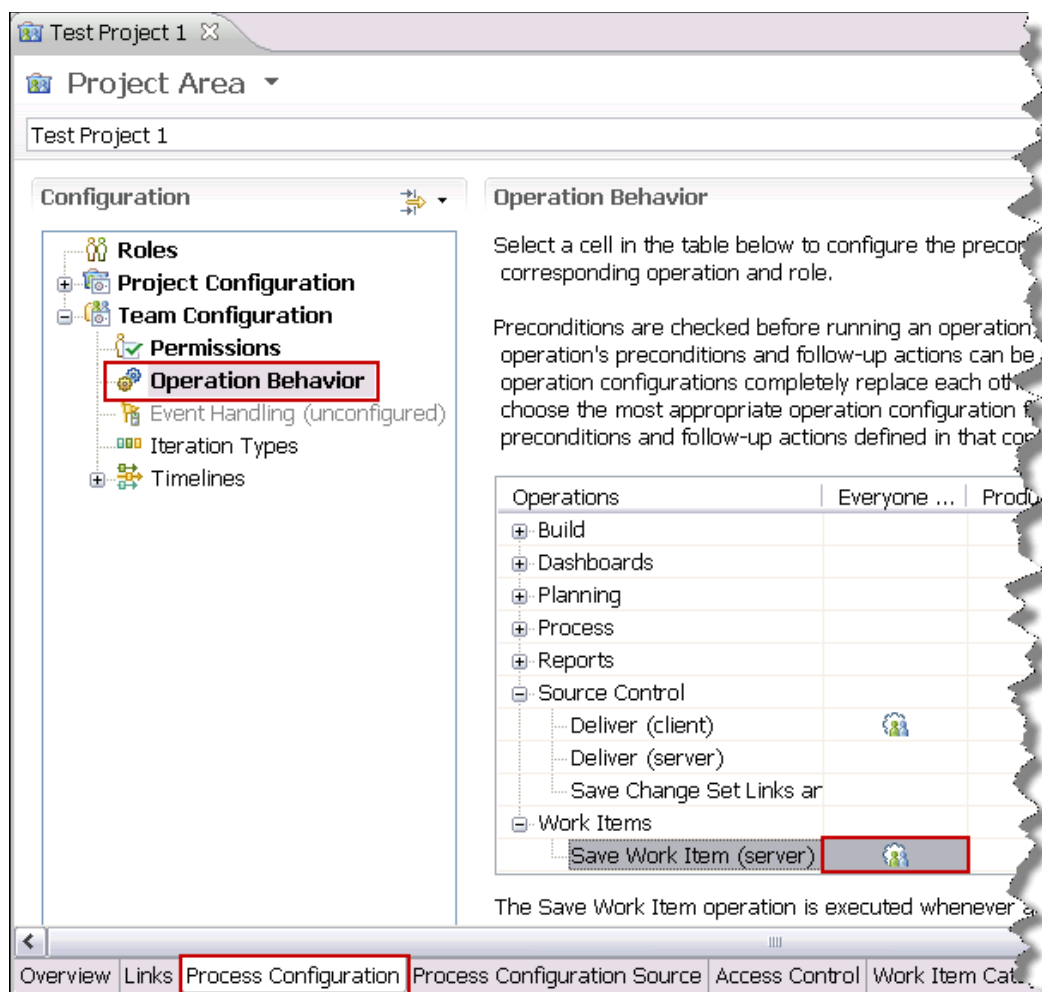 Test Project 1
Project Area
Test Project 1
Configuration
Roles
Project Configuration
Team Configuration
Permissions
Operation Behavior
Event Handling (unconfigured)
Iteration Types
Timelines
Operation Behavior
Select a cell in the table below to configure the
corresponding operation and role.
Preconditions are checked before running an operation,
operation's preconditions and follow-up actions can be
operation configurations completely replace each
choose the most appropriate operation configuration
preconditions and follow-up actions defined in that
Operations Everyone ...
Build
Dashboards
Planning
Process
Reports
Source Control
Deliver (client)
Deliver (server)
Save Change Set Links ar
Work Items
Save Work Item (server)
The Save Work Item operation is executed whenever
Overview Links Process Configuration Process Configuration Source Access Control Work Item